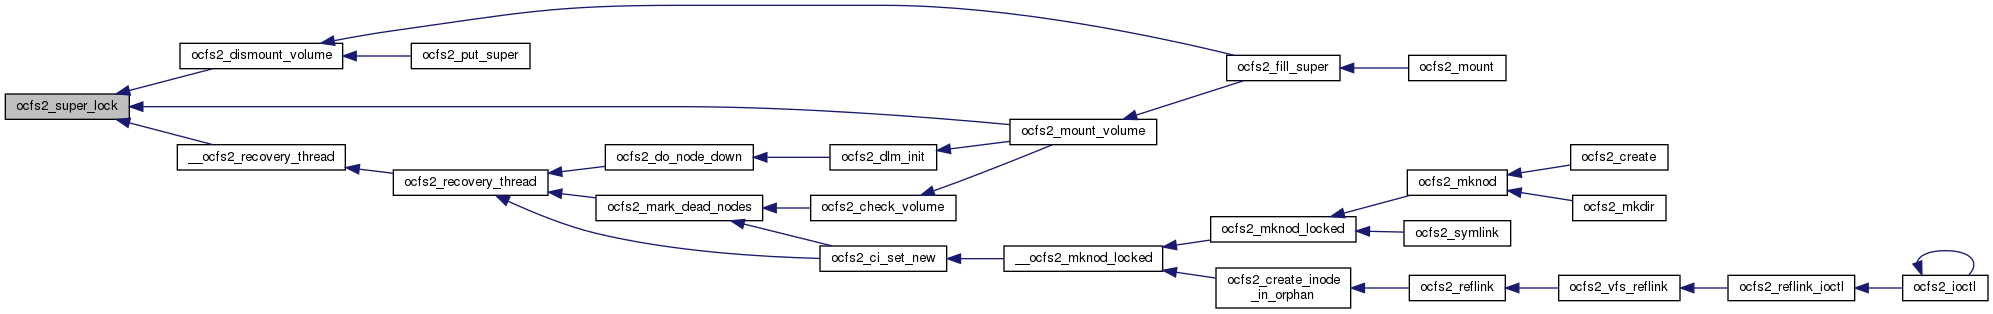 ocfs2_dismount_volume
ocfs2_put_super
ocfs2_fill_super
ocfs2_mount
ocfs2_super_lock
ocfs2_mount_volume
__ocfs2_recovery_thread
ocfs2_do_node_down
ocfs2_dlm_init
ocfs2_create
ocfs2_recovery_thread
ocfs2_mknod
ocfs2_mark_dead_nodes
ocfs2_check_volume
ocfs2_mkdir
ocfs2_mknod_locked
ocfs2_symlink
ocfs2_ci_set_new
__ocfs2_mknod_locked
ocfs2_create_inode
_in_orphan
ocfs2_reflink
ocfs2_vfs_reflink
ocfs2_reflink_ioctl
ocfs2_ioctl